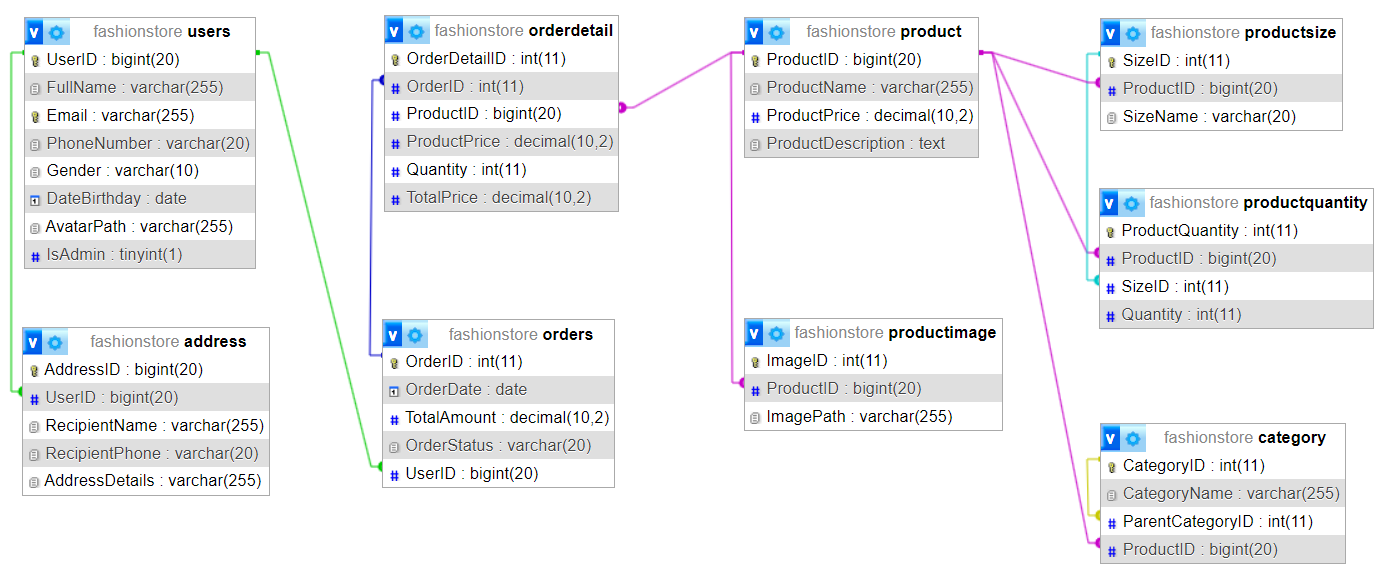 fashionstore users
UserID : bigint(20)
FullName : varchar(255)
Email : varchar(255)
PhoneNumber : varchar(20)
Gender : varchar(10)
DateBirthday : date
AvatarPath : varchar(255)
IsAdmin : tinyint(1)
fashionstore address
AddressID : bigint(20)
UserID : bigint(20)
RecipientName : varchar(255)
RecipientPhone : varchar(20)
AddressDetails : varchar(255)
fashionstore orderdetail
OrderDetailID : int(11)
OrderID : int(11)
ProductID : bigint(20)
ProductPrice : decimal(10,2)
Quantity : int(11)
TotalPrice : decimal(10,2)
fashionstore orders
OrderID : int(11)
OrderDate : date
TotalAmount : decimal(10,2)
OrderStatus : varchar(20)
UserID : bigint(20)
fashionstore product
ProductID : bigint(20)
ProductName : varchar(255)
ProductPrice : decimal(10,2)
ProductDescription : text
fashionstore productimage
ImageID : int(11)
ProductID : bigint(20)
ImagePath : varchar(255)
fashionstore productsize
SizeID : int(11)
ProductID : bigint(20)
SizeName : varchar(20)
fashionstore productquantity
ProductQuantity : int(11)
ProductID : bigint(20)
SizeID : int(11)
Quantity : int(11)
fashionstore category
CategoryID : int(11)
CategoryName : varchar(255)
ParentCategoryID : int(11)
ProductID : bigint(20)